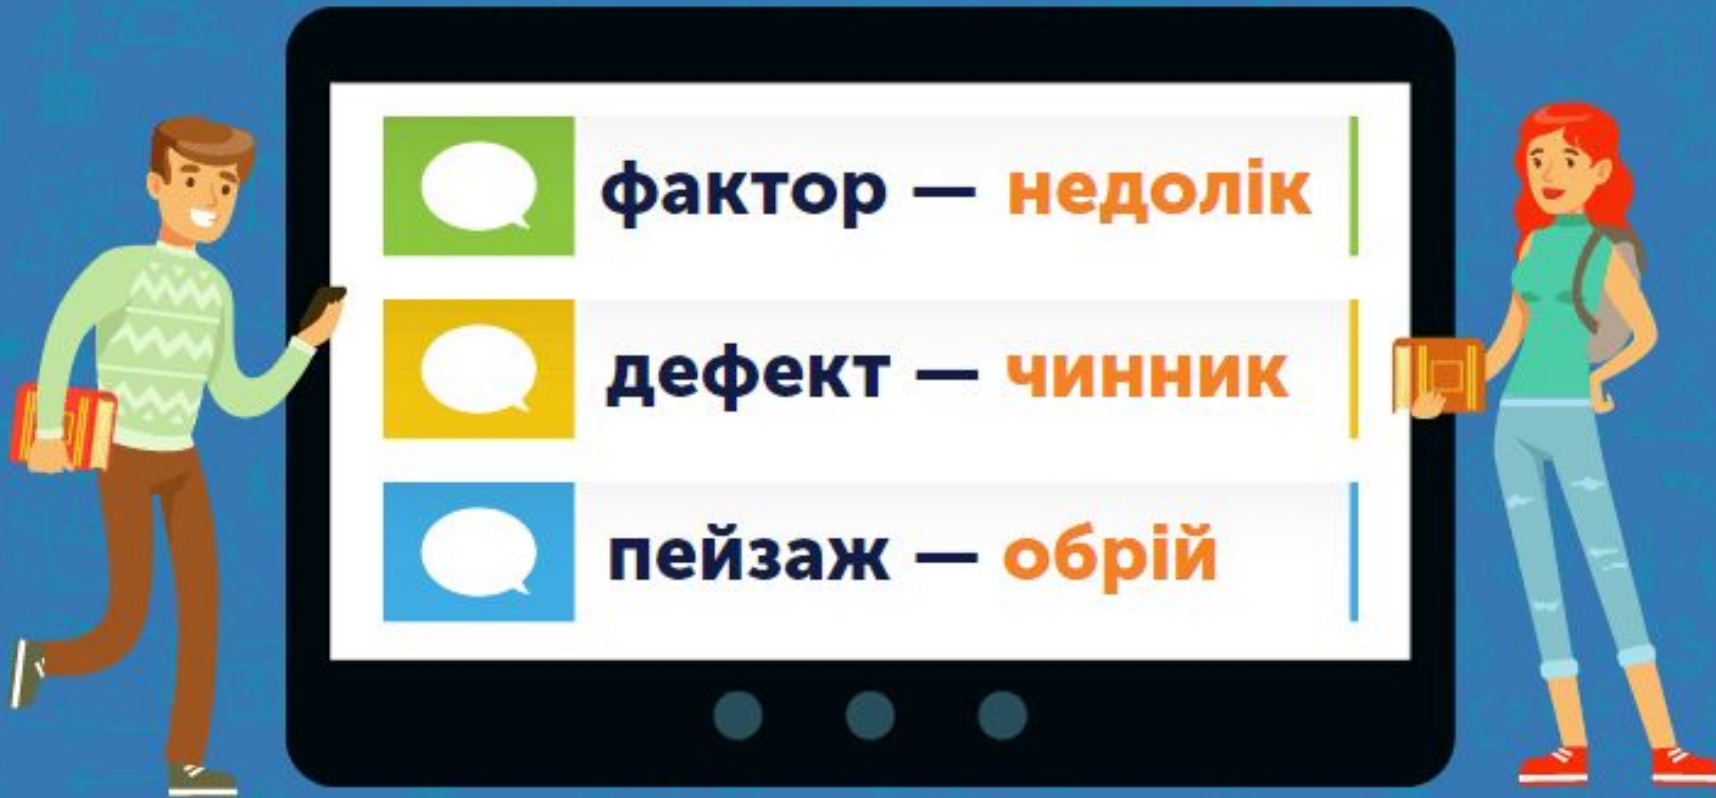 фактор — недолік
дефект — чинник
пейзаж — обрій